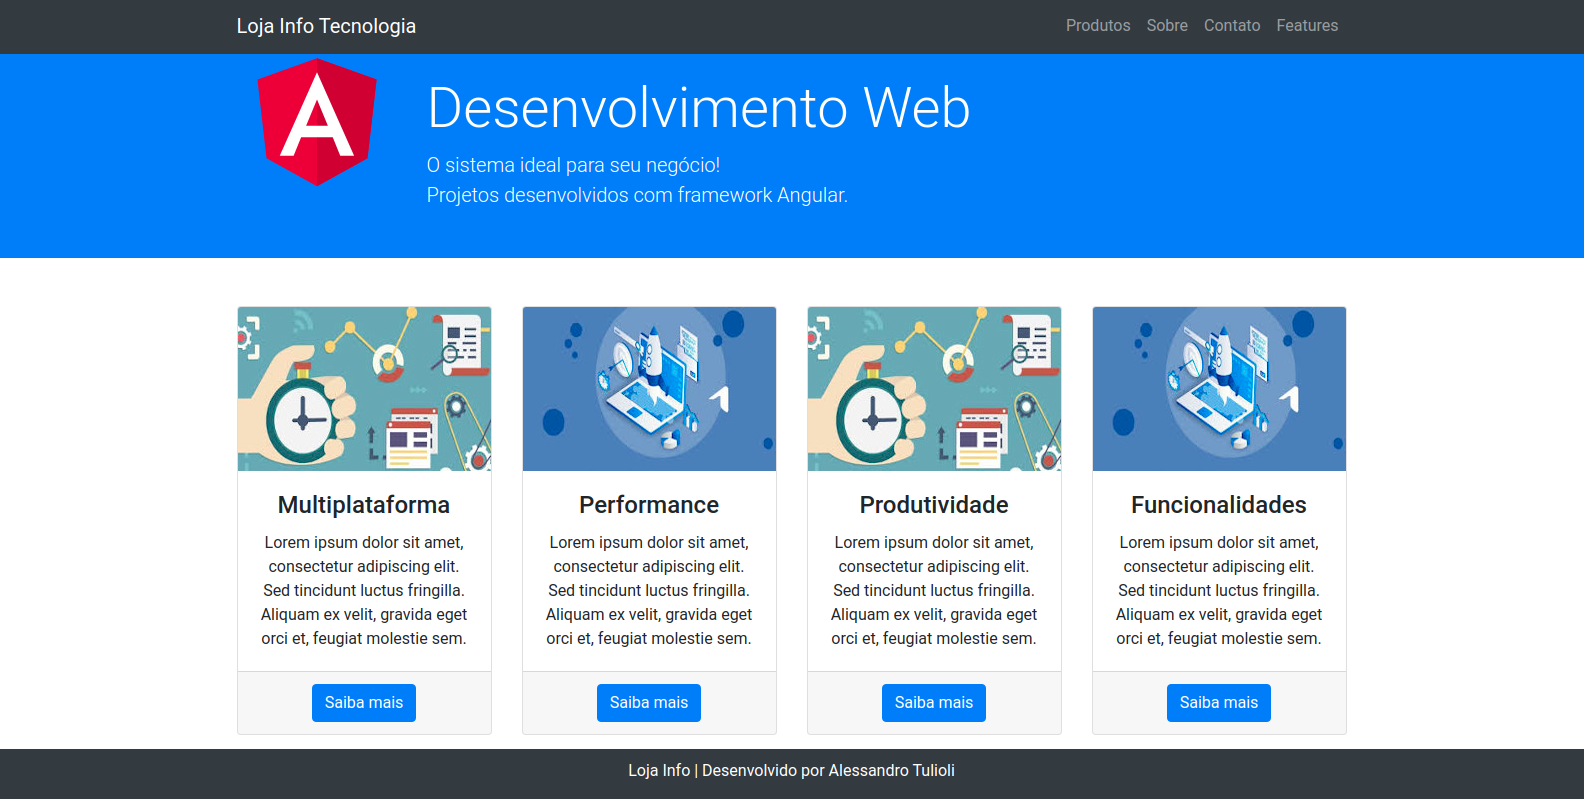 Loja Info Tecnologia
Produtos Sobre Contato Features
A
Desenvolvimento Web
O sistema ideal para seu negócio!
Projetos desenvolvidos com framework Angular.
Multiplataforma
Lorem ipsum dolor sit amet,
consectetur adipiscing elit.
Sed tincidunt luctus fringilla.
Aliquam ex velit, gravida eget
orci et, feugiat molestie sem.
Saiba mais
Performance
Lorem ipsum dolor sit amet,
consectetur adipiscing elit.
Sed tincidunt luctus fringilla.
Aliquam ex velit, gravida eget
orci et, feugiat molestie sem.
Saiba mais
Produtividade
Lorem ipsum dolor sit amet,
consectetur adipiscing elit.
Sed tincidunt luctus fringilla.
Aliquam ex velit, gravida eget
orci et, feugiat molestie sem.
Saiba mais
Funcionalidades
Lorem ipsum dolor sit amet,
consectetur adipiscing elit.
Sed tincidunt luctus fringilla.
Aliquam ex velit, gravida eget
orci et, feugiat molestie sem.
Saiba mais
Loja Info | Desenvolvido por Alessandro Tulioli